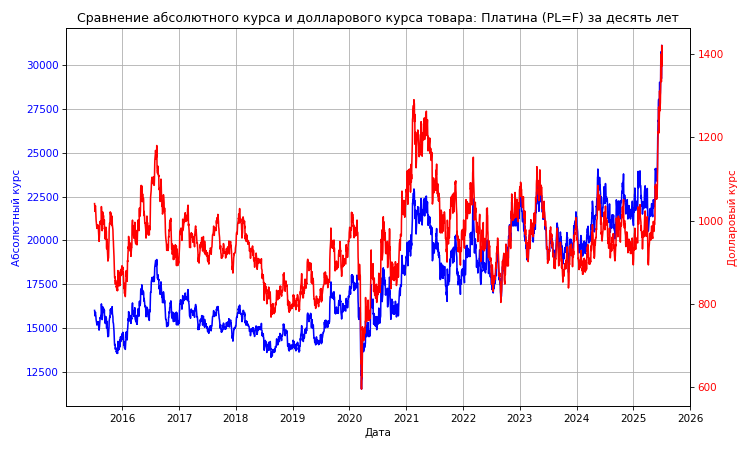 Сравнение абсолютного курса и долларового курса товара: Платина (PL=F) за десять лет
30000
27500
25000
22500
20000
17500
15000
12500
1400
1200
1000
800
600
Абсолютный курс
Долларовый курс
2016 2017 2018 2019 2020 2021 2022 2023 2024 2025 2026
Дата